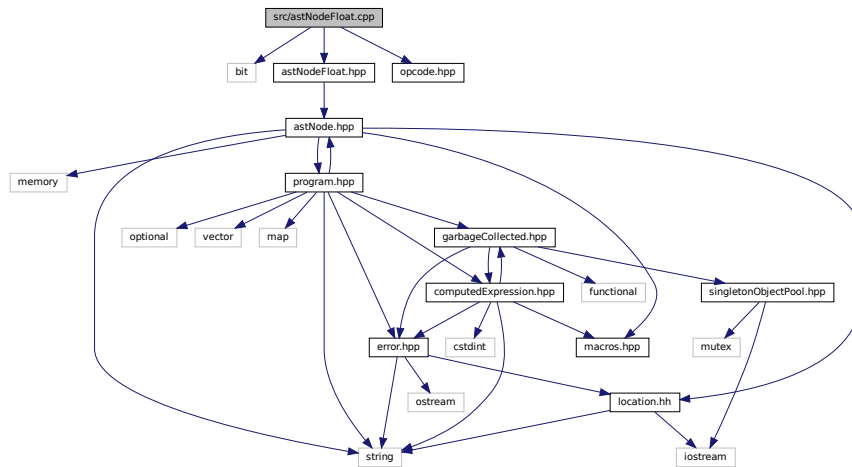 src/astNodeFloat.cpp
bit
astNodeFloat.hpp
opcode.hpp
astNode.hpp
memory
program.hpp
optional
vector
map
garbageCollected.hpp
computedExpression.hpp
functional
singletonObjectPool.hpp
error.hpp
cstdint
macros.hpp
mutex
ostream
location.hh
string
iostream